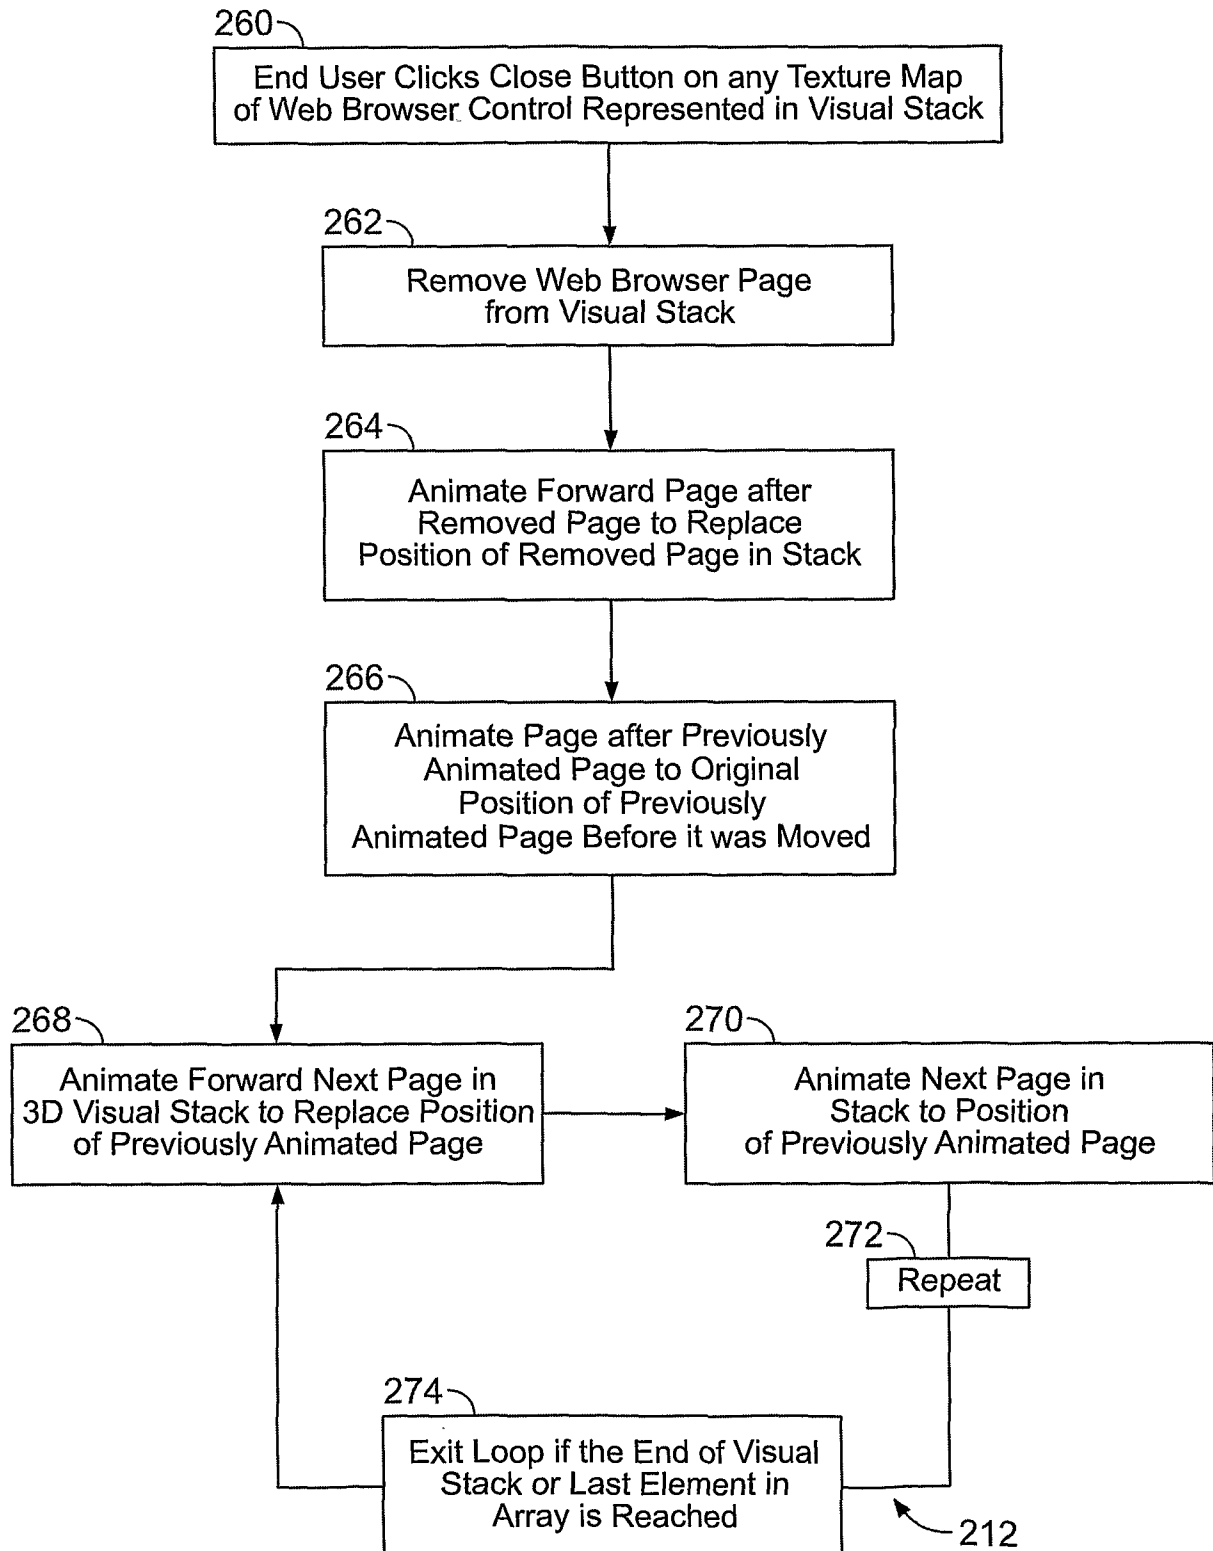 260
End User Clicks Close Button on any Texture Map
of Web Browser Control Represented in Visual Stack
262
Remove Web Browser Page
from Visual Stack
264
Animate Forward Page after
Removed Page to Replace
Position of Removed Page in Stack
266
Animate Page after Previously
Animated Page to Original
Position of Previously
Animated Page Before it was Moved
268
Animate Forward Next Page in
3D Visual Stack to Replace Position
of Previously Animated Page
270
Animate Next Page in
Stack to Position
of Previously Animated Page
272
Repeat
274
Exit Loop if the End of Visual
Stack or Last Element in
Array is Reached
212